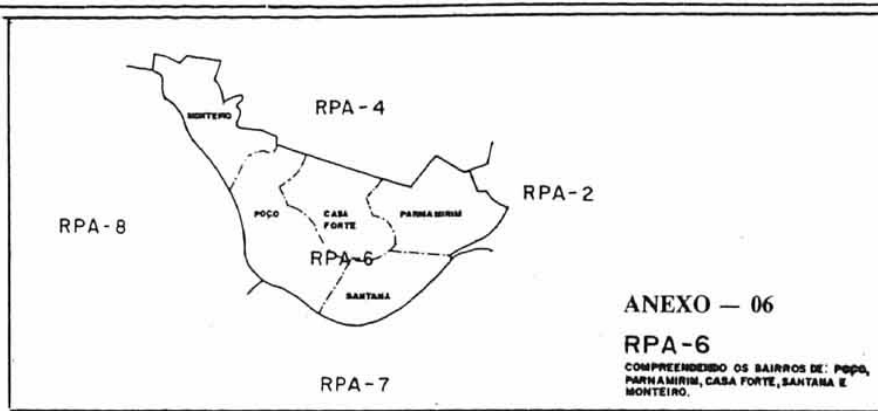 MONTEIRO
RPA-4
RPA-2
RPA-8
POÇO
CASA
FORTE
PARNAMIRIM
RPA-6
SANTANA
ANEXO — 06
RPA-6
COMPREENDENDO OS BAIRROS DE: POÇO,
PARNAMIRIM, CASA FORTE, SANTANA E
MONTEIRO.
RPA-7